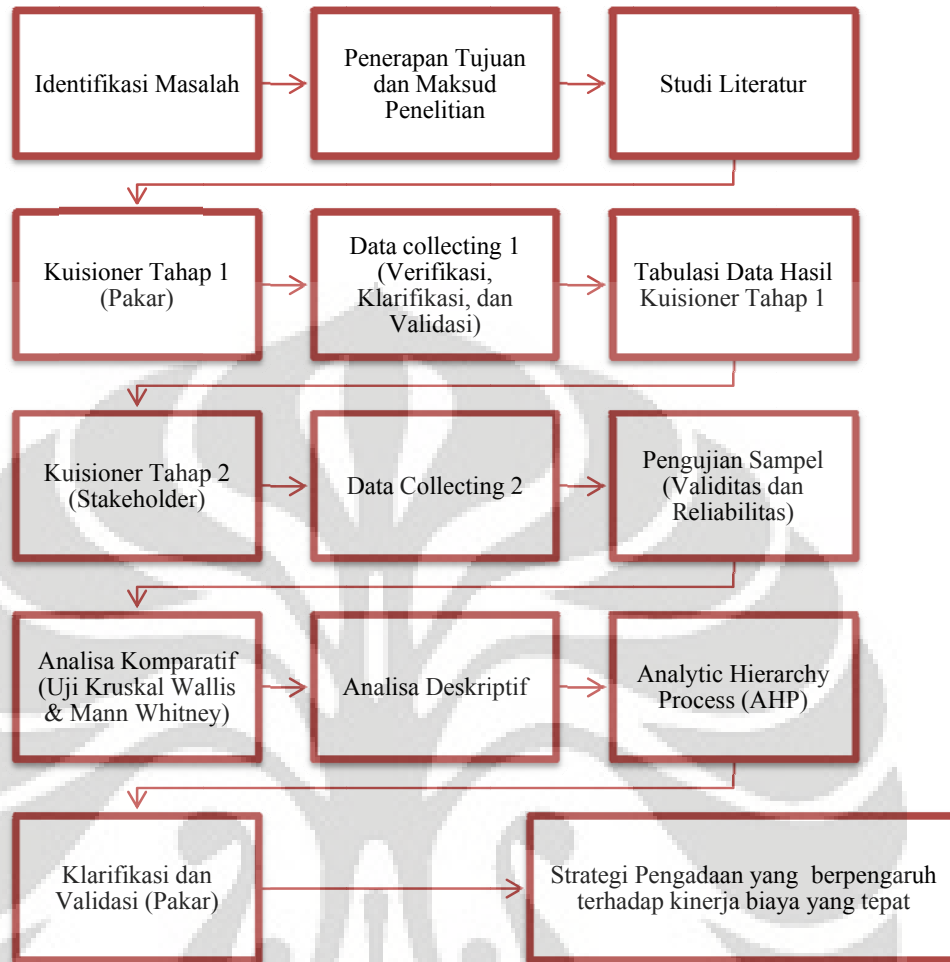 Identifikasi Masalah
Penerapan Tujuan
dan Maksud
Penelitian
Studi Literatur
Kuisioner Tahap 1
(Pakar)
Data collecting 1
(Verifikasi,
Klarifikasi, dan
Validasi)
Tabulasi Data Hasil
Kuisioner Tahap 1
Kuisioner Tahap 2
(Stakeholder)
Data Collecting 2
Pengujian Sampel
(Validitas dan
Reliabilitas)
Analisa Komparatif
(Uji Kruskal Wallis
& Mann Whitney)
Analisa Deskriptif
Analytic Hierarchy
Process (AHP)
Klarifikasi dan
Validasi (Pakar)
Strategi Pengadaan yang berpengaruh
terhadap kinerja biaya yang tepat